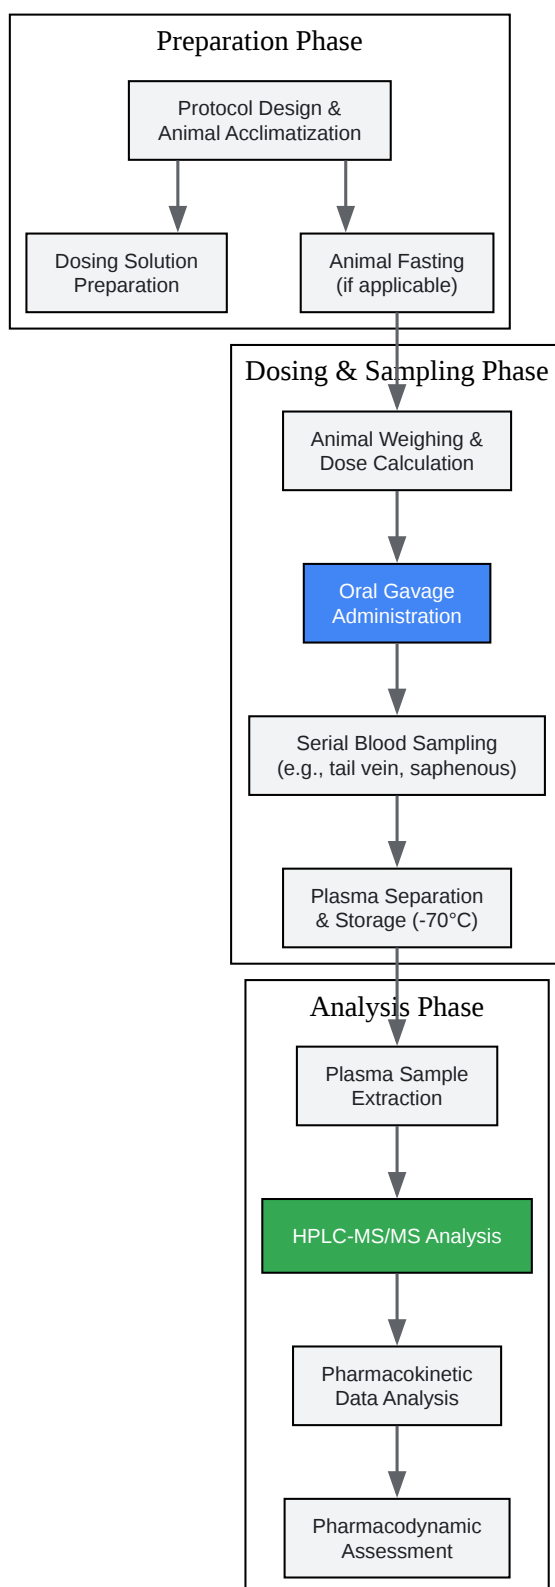 Preparation Phase
Protocol Design &
Animal Acclimatization
Dosing Solution
Preparation
Animal Fasting
(if applicable)
Dosing & Sampling Phase
Animal Weighing &
Dose Calculation
Oral Gavage
Administration
Serial Blood Sampling
(e.g., tail vein, saphenous)
Plasma Separation
& Storage (-70°C)
Analysis Phase
Plasma Sample
Extraction
HPLC-MS/MS Analysis
Pharmacokinetic
Data Analysis
Pharmacodynamic
Assessment